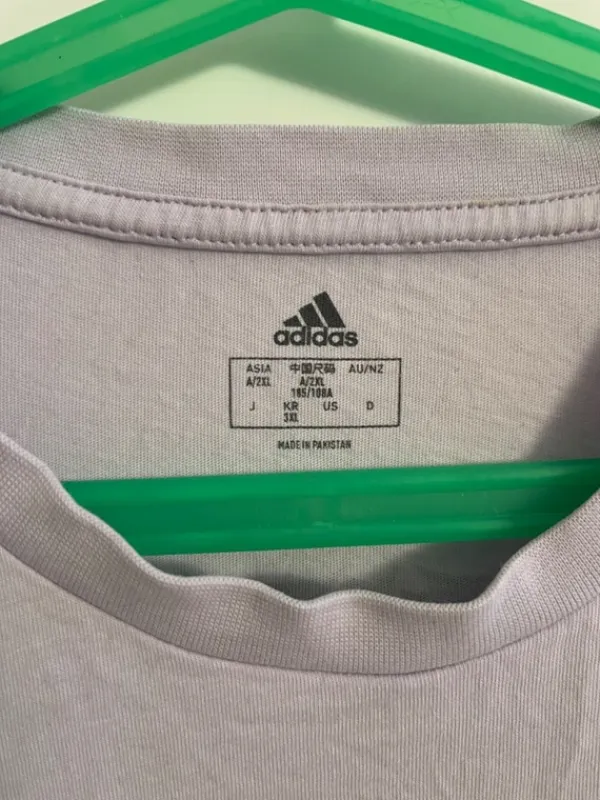 adidas
ASIA 中国尺码 AU/NZ
A/2XL A/2XL
185/108A
J KR US D
3XL
MADE IN PAKISTAN